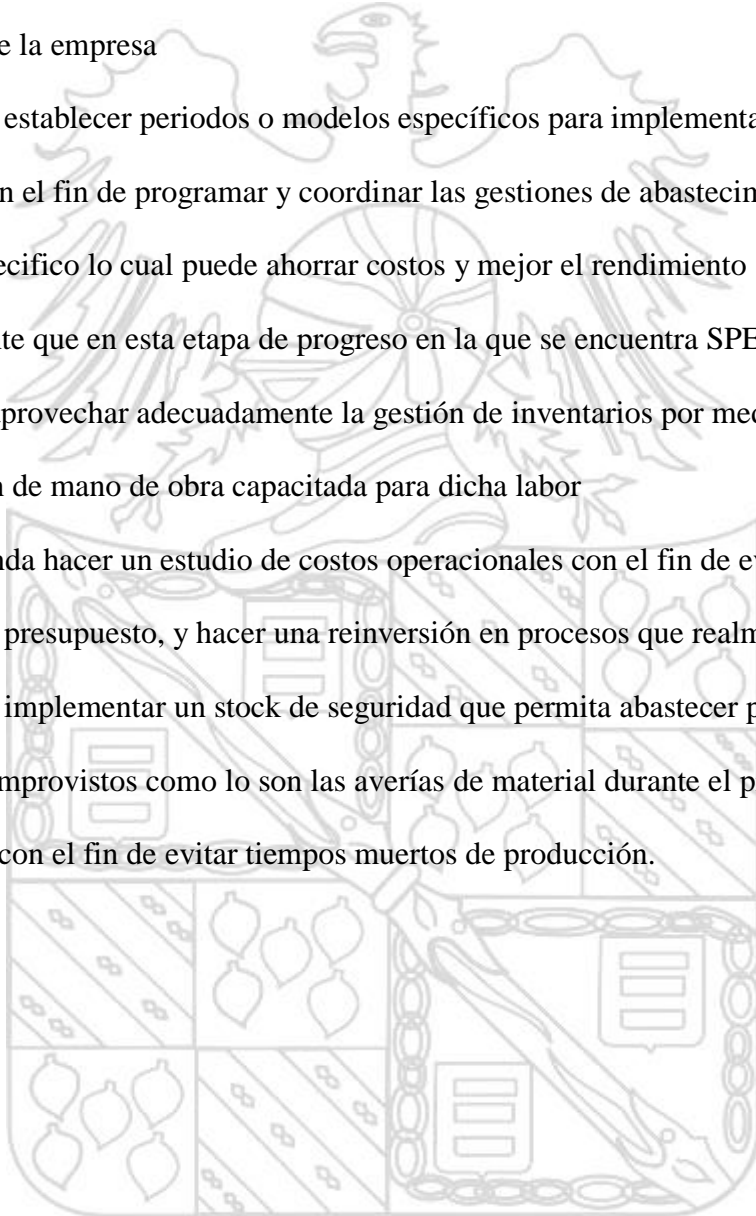 e la empresa
establecer periodos o modelos específicos para implementa
n el fin de programar y coordinar las gestiones de abastecin
ecifico lo cual puede ahorrar costos y mejor el rendimiento
te que en esta etapa de progreso en la que se encuentra SPE
provechar adecuadamente la gestión de inventarios por me
n de mano de obra capacitada para dicha labor
nda hacer un estudio de costos operacionales con el fin de ev
presupuesto, y hacer una reinversión en procesos que realm
implementar un stock de seguridad que permita abastecer p
mprovistos como lo son las averías de material durante el p
con el fin de evitar tiempos muertos de producción.